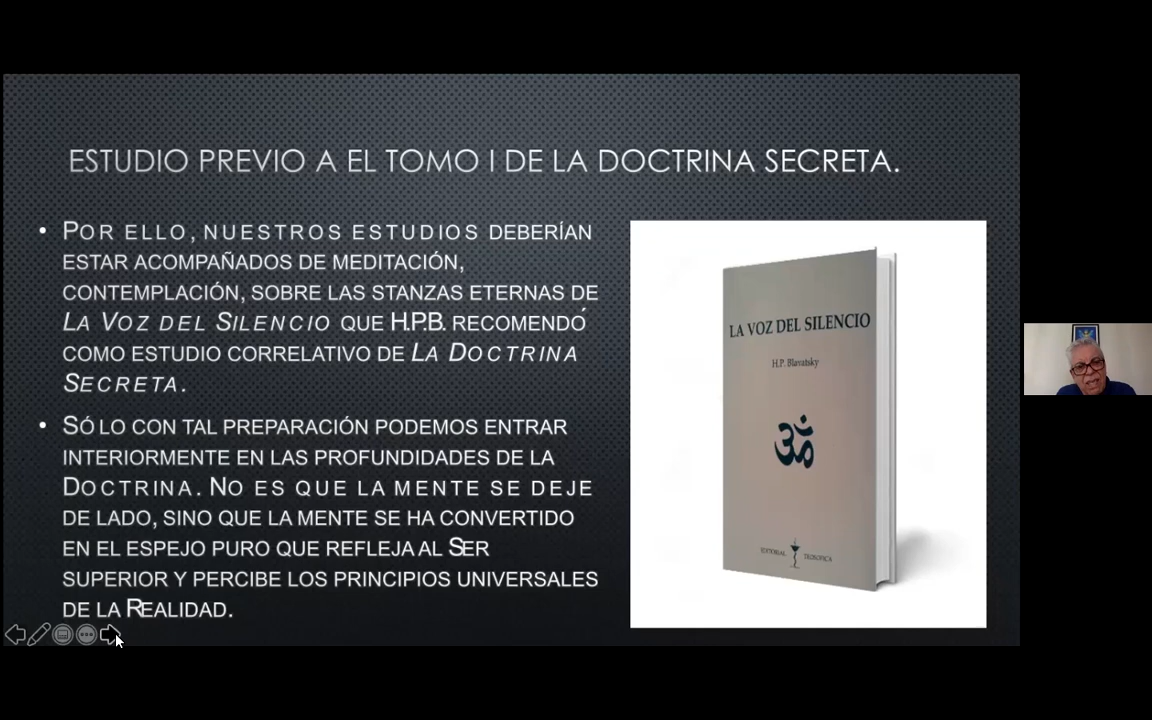 ESTUDIO PREVIO A EL TOMO I DE LA DOCTRINA SECRETA.
• POR ELLO, NUESTROS ESTUDIOS DEBERÍAN
ESTAR ACOMPAÑADOS DE MEDITACIÓN,
CONTEMPLACIÓN, SOBRE LAS STANZAS ETERNAS DE
LA VOZ DEL SILENCIO QUE H.P.B. RECOMENDÓ
COMO ESTUDIO CORRELATIVO DE LA DOCTRINA
SECRETA.
• SÓLO CON TAL PREPARACIÓN PODEMOS ENTRAR
INTERIORMENTE EN LAS PROFUNDIDADES DE LA
DOCTRINA. NO ES QUE LA MENTE SE DEJE
DE LADO, SINO QUE LA MENTE SE HA CONVERTIDO
EN EL ESPEJO PURO QUE REFLEJA AL SER
SUPERIOR Y PERCIBE LOS PRINCIPIOS UNIVERSALES
DE LA REALIDAD.
LA VOZ DEL SILENCIO
H.P. Blavatsky
ॐ
EDITORIAL TEOSOFICA